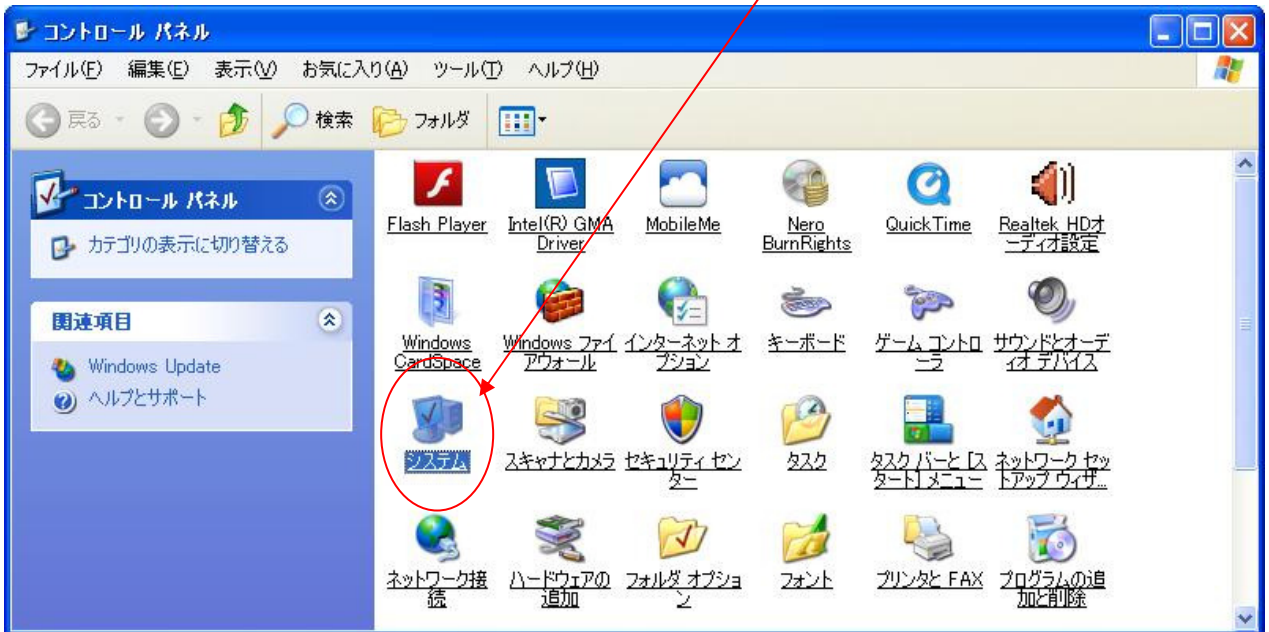 コントロール パネル
ファイル(F) 編集(E) 表示(V) お気に入り(A) ツール(T) ヘルプ(H)
戻る 検索 フォルダ
コントロール パネル
カテゴリの表示に切り替える
関連項目
Windows Update
ヘルプとサポート
Flash Player
Intel(R) GMA
Driver
MobileMe
Nero
BurnRights
QuickTime
Realtek HDオ
ーディオ設定
Windows
CardSpace
Windows ファイ
アウォール
インターネット オ
プション
キーボード
ゲーム コントロ
ーラ
サウンドとオーデ
ィオ デバイス
システム
スキャナとカメラ
セキュリティ セン
ター
タスク
タスク バーと [ス
タート] メニュー
ネットワーク セッ
トアップ ウィザ...
ネットワーク接
続
ハードウェアの
追加
フォルダ オプショ
ン
フォント
プリンタと FAX
プログラムの追
加と削除